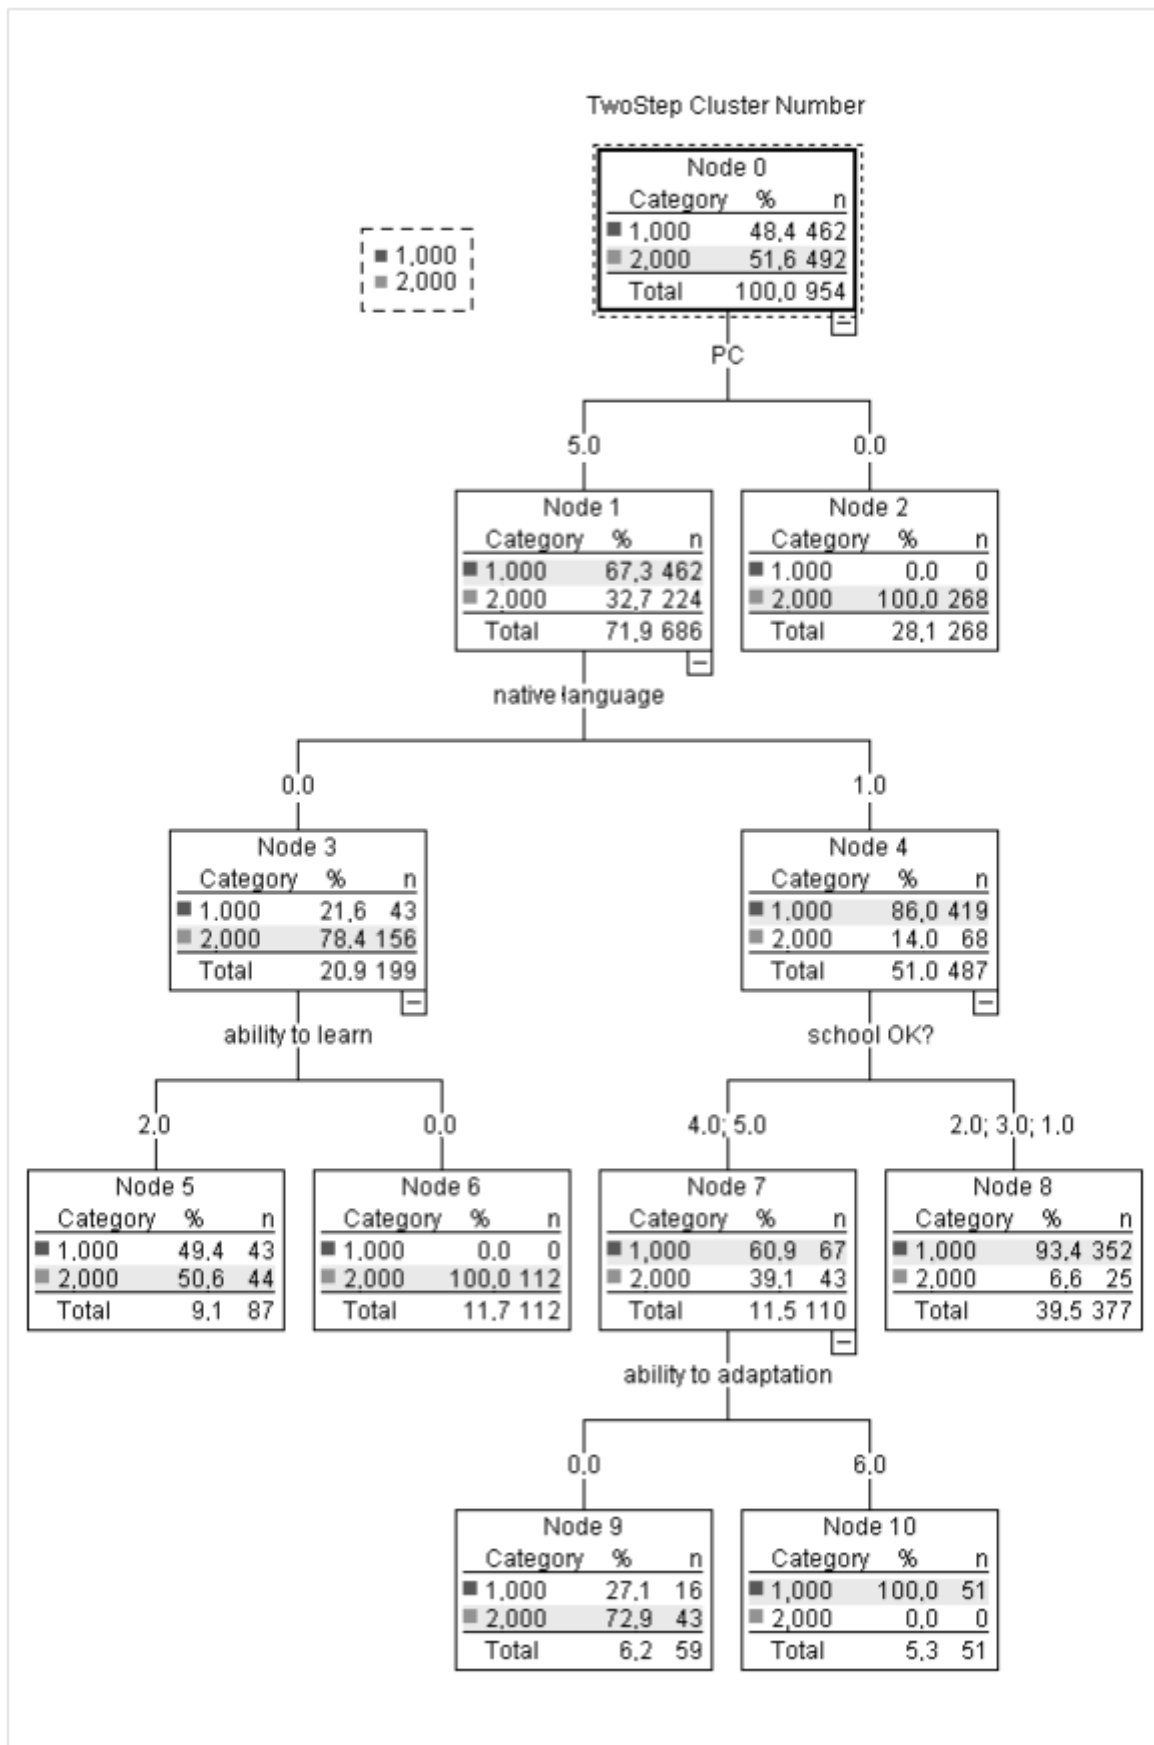 TwoStep Cluster Number
Node 0
Category % n
1,000 48,4 462
2,000 51,6 492
Total 100,0 954
1,000
2,000
PC
5.0 0.0
Node 1
Category % n
1.000 67,3 462
2,000 32,7 224
Total 71,9 686
Node 2
Category % n
1.000 0.0 0
2.000 100.0 268
Total 28,1 268
native language
0.0 1.0
Node 3
Category % n
1.000 21,6 43
2,000 78,4 156
Total 20.9 199
Node 4
Category % n
1,000 86,0 419
2,000 14.0 68
Total 51.0 487
ability to learn
school OK?
2.0 0.0 4.0; 5.0 2.0; 3.0; 1.0
Node 5
Category % n
1,000 49,4 43
2,000 50,6 44
Total 9,1 87
Node 6
Category % n
1,000 0.0 0
2,000 100,0 112
Total 11.7 112
Node 7
Category % n
1,000 60,9 67
2,000 39,1 43
Total 11,5 110
Node 8
Category % n
1,000 93,4 352
2,000 6,6 25
Total 39,5 377
ability to adaptation
0,0 6,0
Node 9
Category % n
1,000 27,1 16
2,000 72,9 43
Total 6,2 59
Node 10
Category % n
1,000 100,0 51
2,000 0,0 0
Total 5,3 51